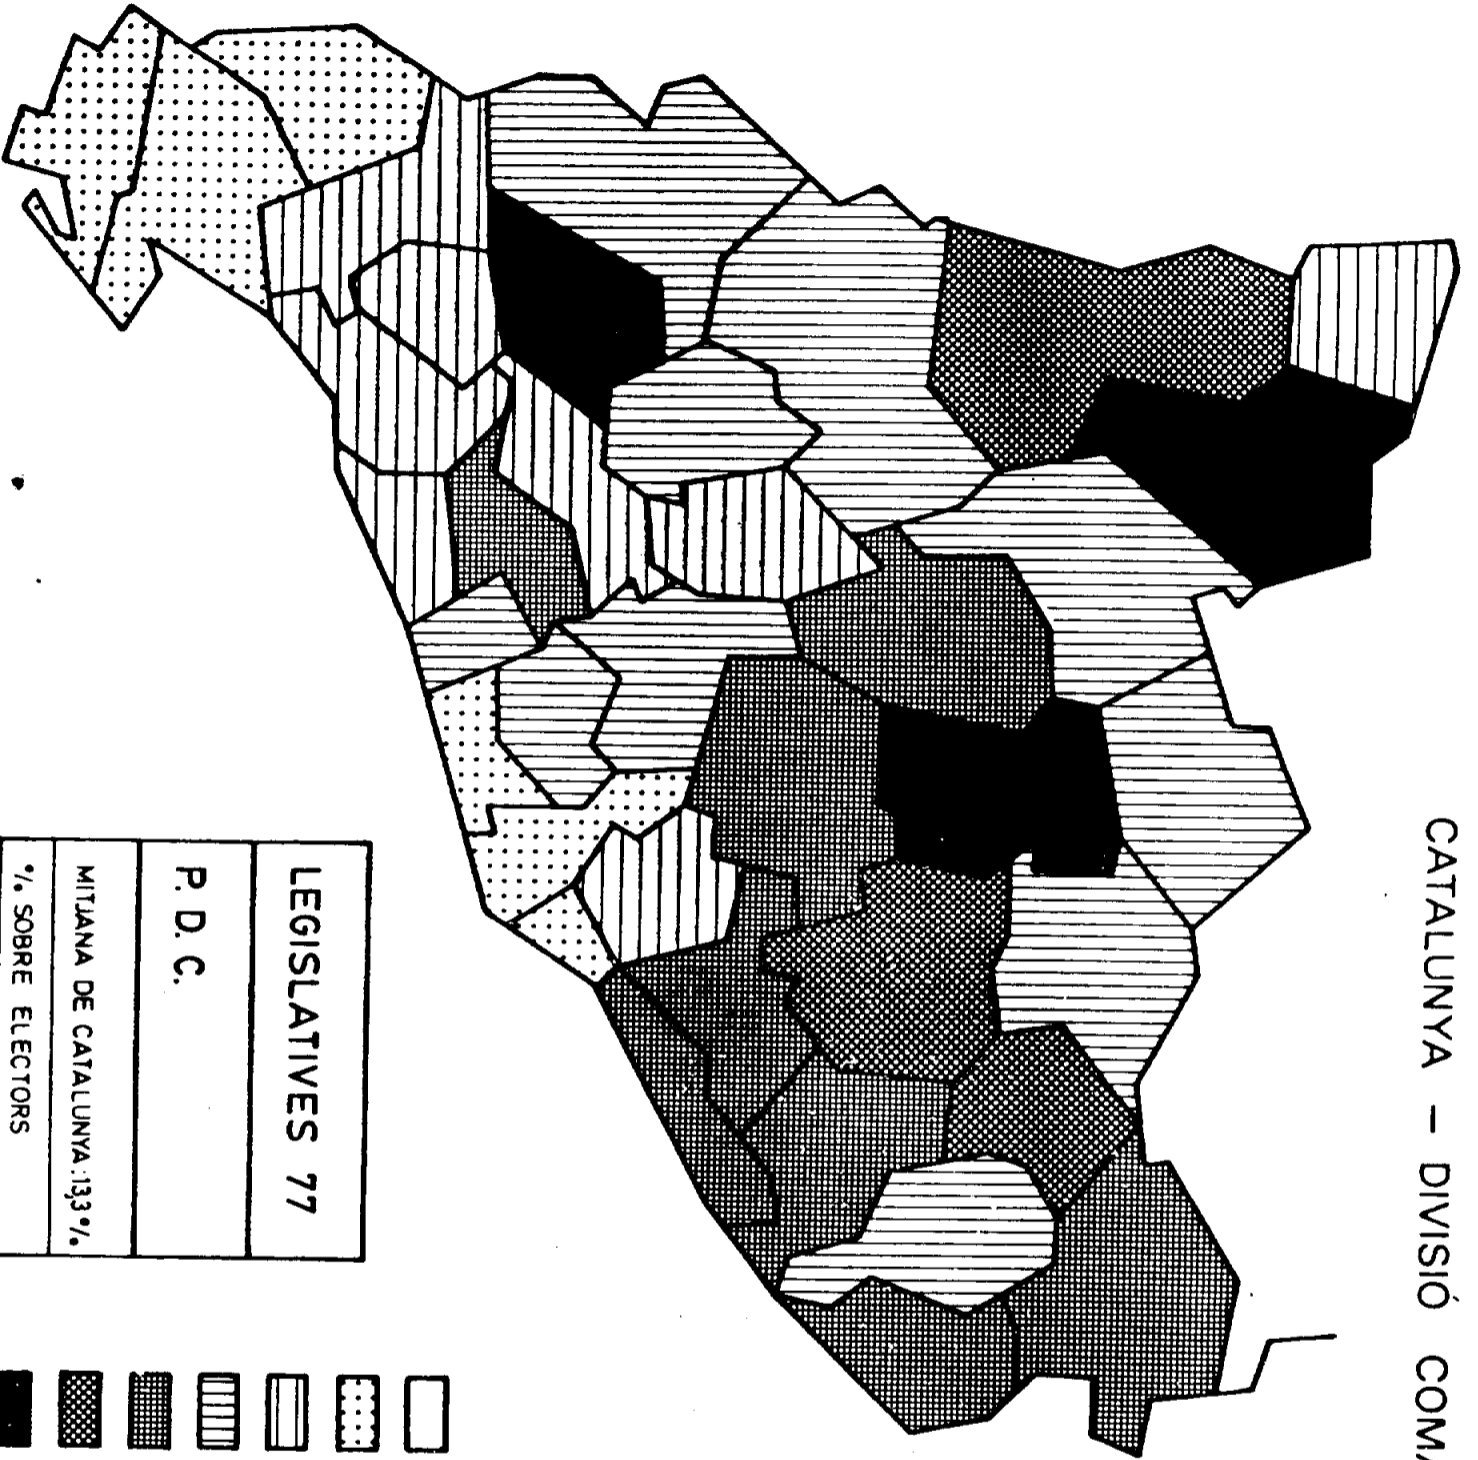 CATALUNYA — DIVISIÓ
LEGISLATIVES 77
P. D. C.
MITJANA DE CATALUNYA: 13,3 %
% SOBRE ELECTORS